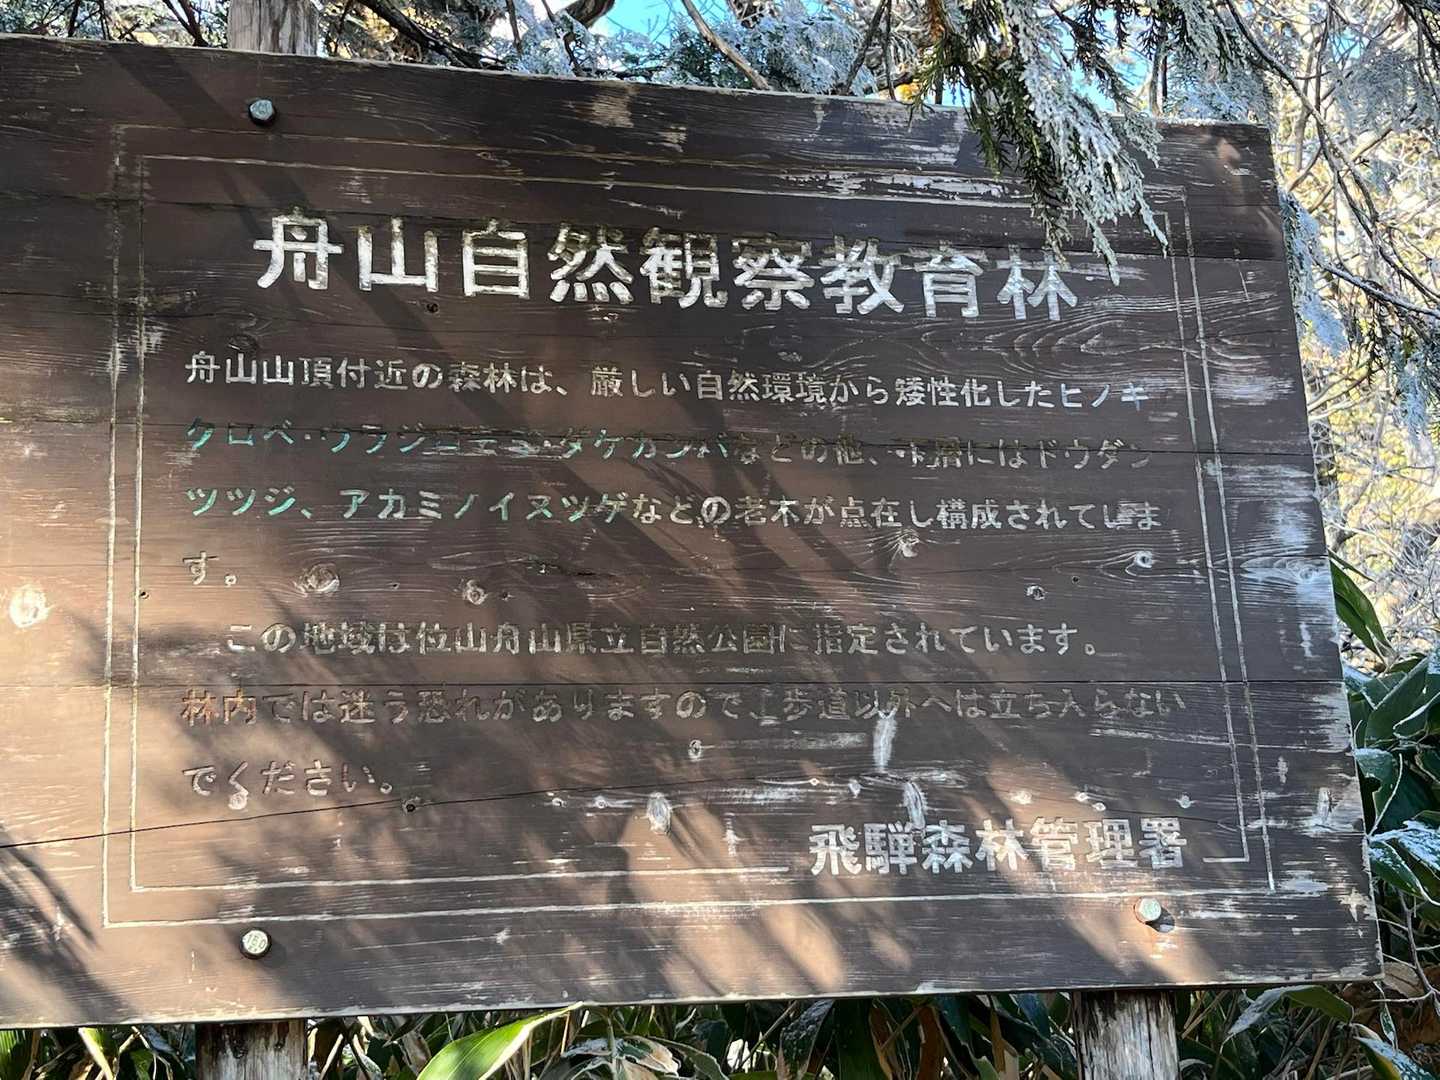 舟山自然観察教育林
舟山山頂付近の森林は、厳しい自然環境から矮性化したヒノキ
クロベ・ウラジロモミ・ダケカンバなどの他、下層にはドウダン
ツツジ、アカミノイヌツゲなどの老木が点在し構成されていま
す。
この地域は位山舟山県立自然公園に指定されています。
林内では迷う恐れがありますので、歩道以外へは立ち入らない
でください。
飛騨森林管理署
150